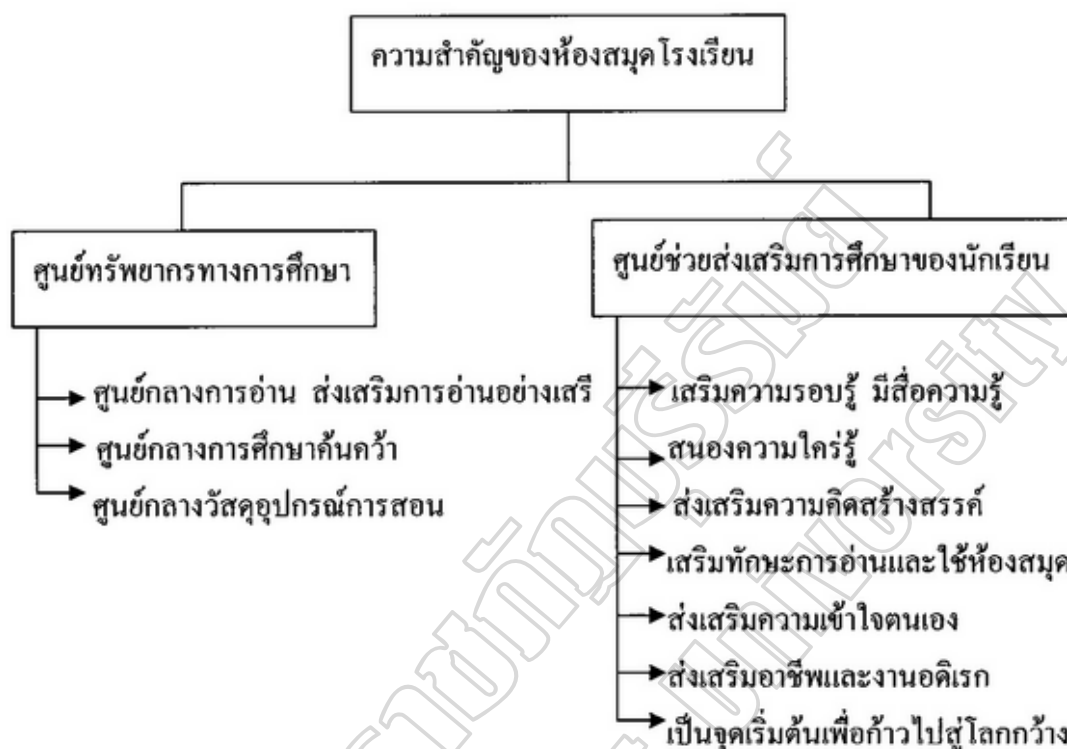 ความสำคัญของห้องสมุดโรงเรียน
ศูนย์ทรัพยากรทางการศึกษา
ศูนย์กลางการอ่าน ส่งเสริมการอ่านอย่างเสรี
ศูนย์กลางการศึกษาค้นคว้า
ศูนย์กลางวัสดุอุปกรณ์การสอน
ศูนย์ช่วยส่งเสริมการศึกษาของนักเรียน
เสริมความรอบรู้ มีสื่อความรู้
สนองความใคร่รู้
ส่งเสริมความคิดสร้างสรรค์
เสริมทักษะการอ่านและใช้ห้องสมุด
ส่งเสริมความเข้าใจตนเอง
ส่งเสริมอาชีพและงานอดิเรก
เป็นจุดเริ่มต้นเพื่อก้าวไปสู่โลกกว้าง
University
University